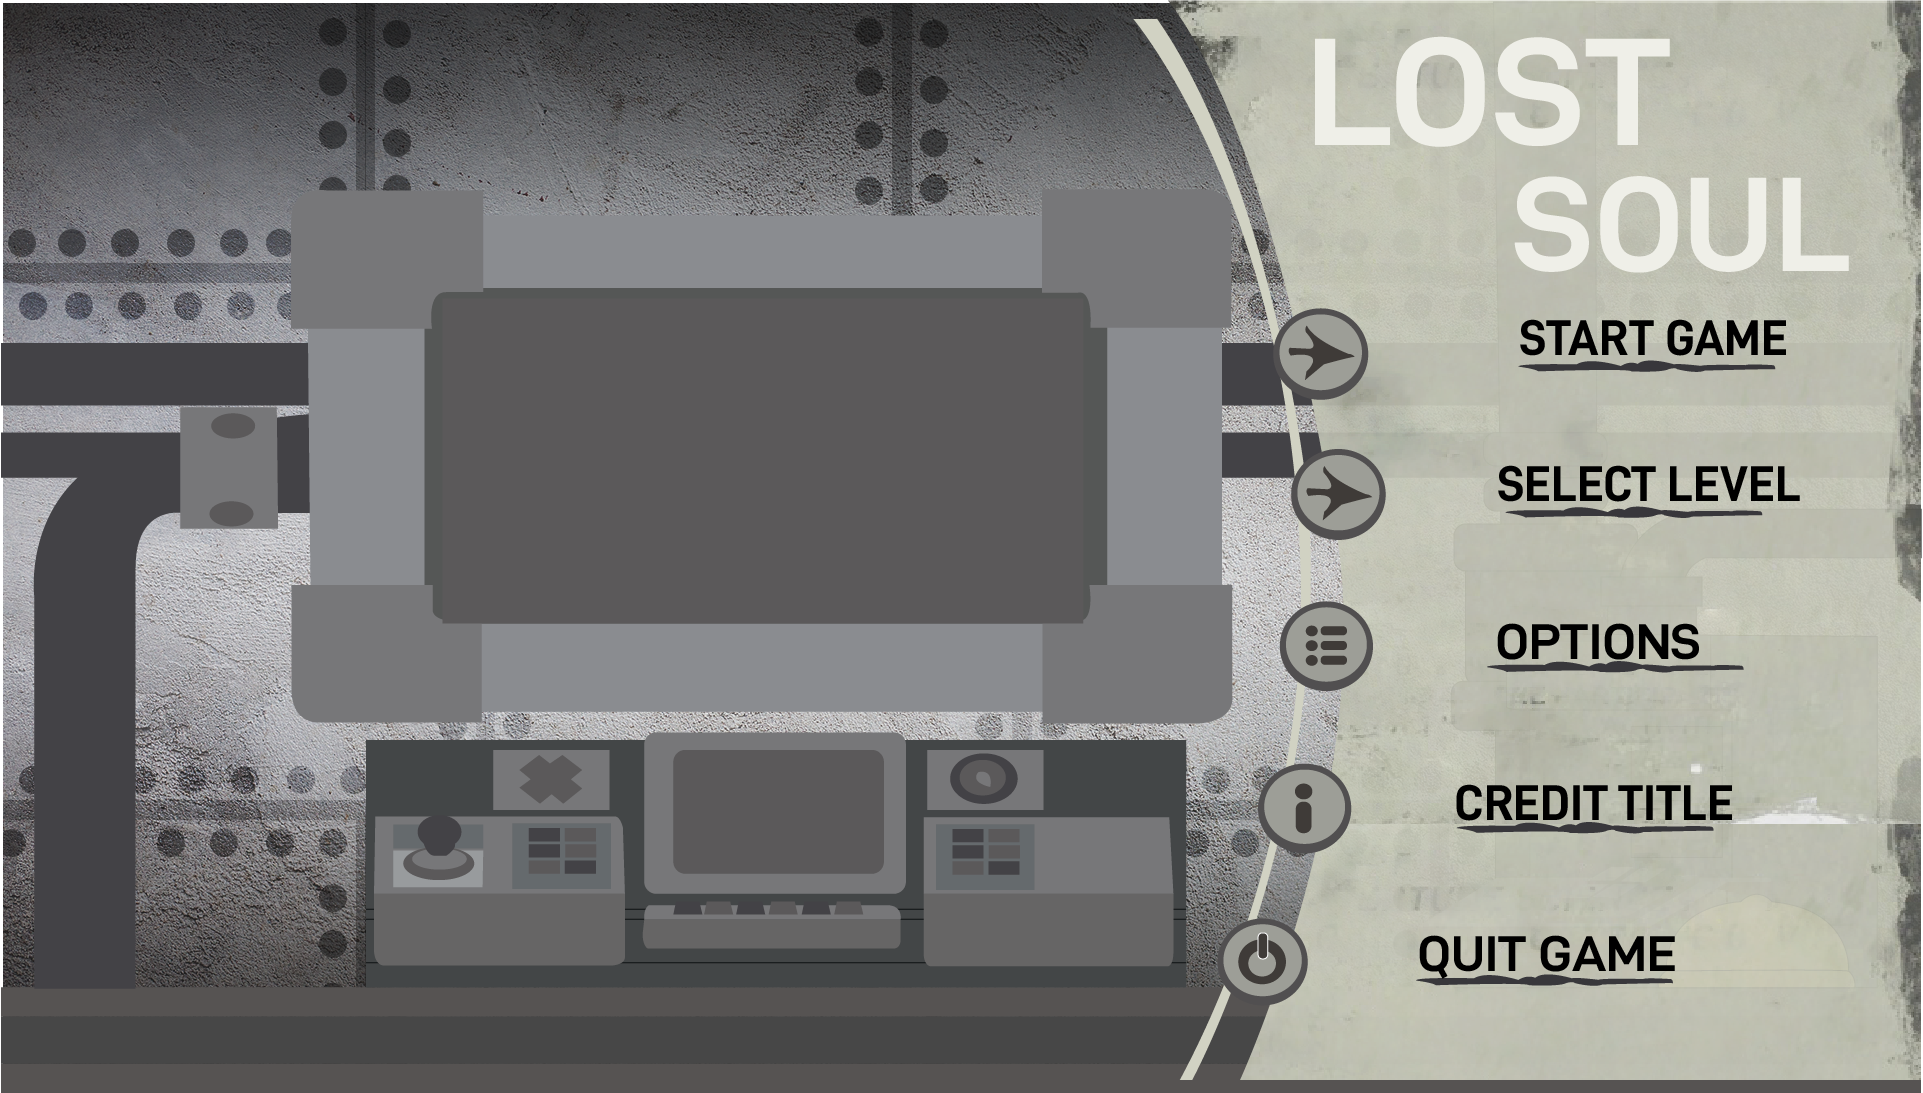 LOST
SOUL
START GAME
SELECT LEVEL
OPTIONS
CREDIT TITLE
QUIT GAME